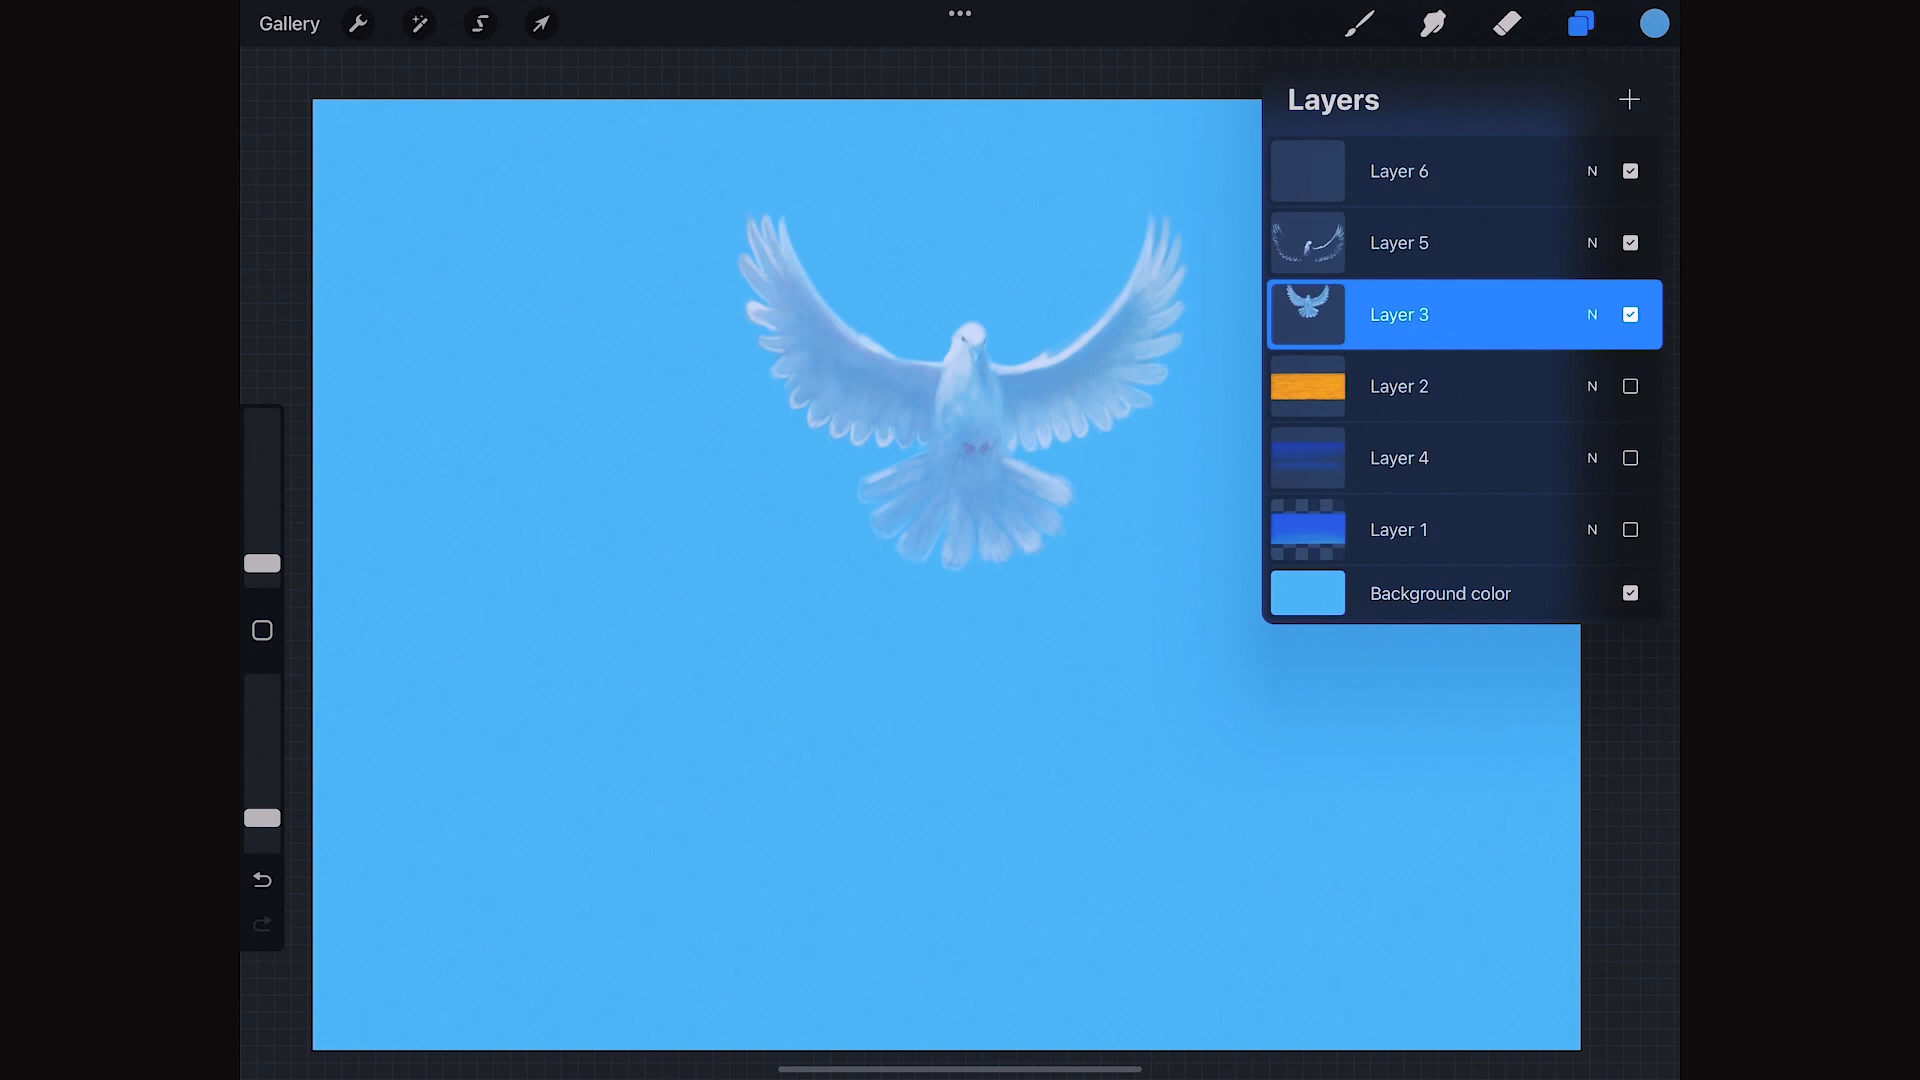 Gallery
Layers
Layer 6 N
Layer 5 N
Layer 3 N
Layer 2 N
Layer 4 N
Layer 1 N
Background color